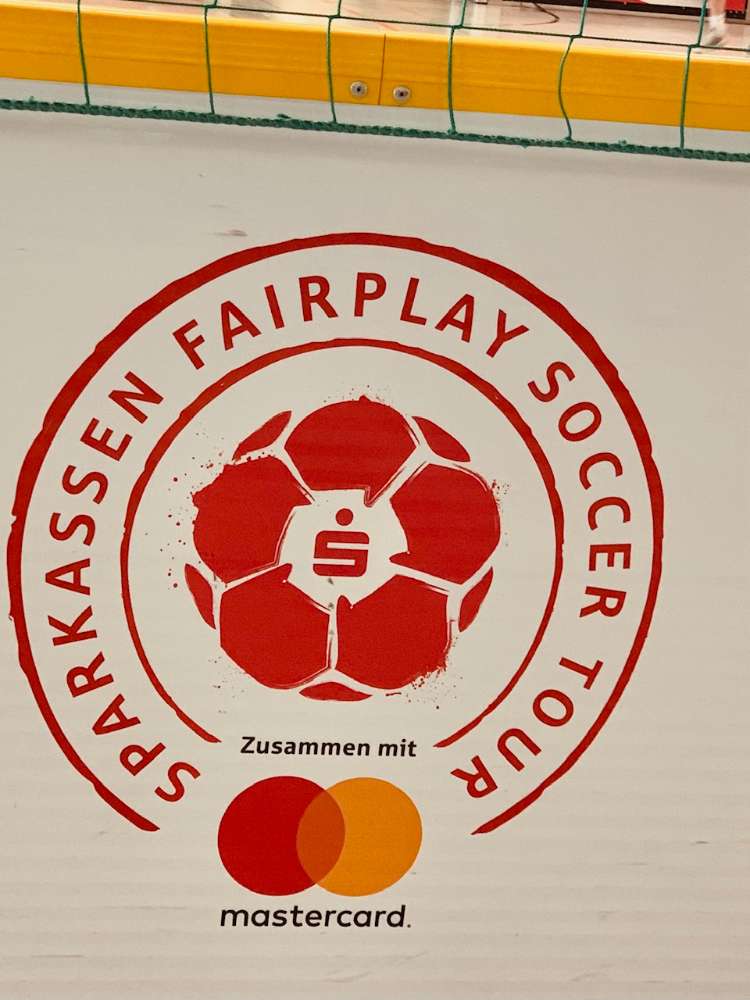 SPARKASSEN FAIRPLAY SOCCER TOUR
Zusammen mit
mastercard.